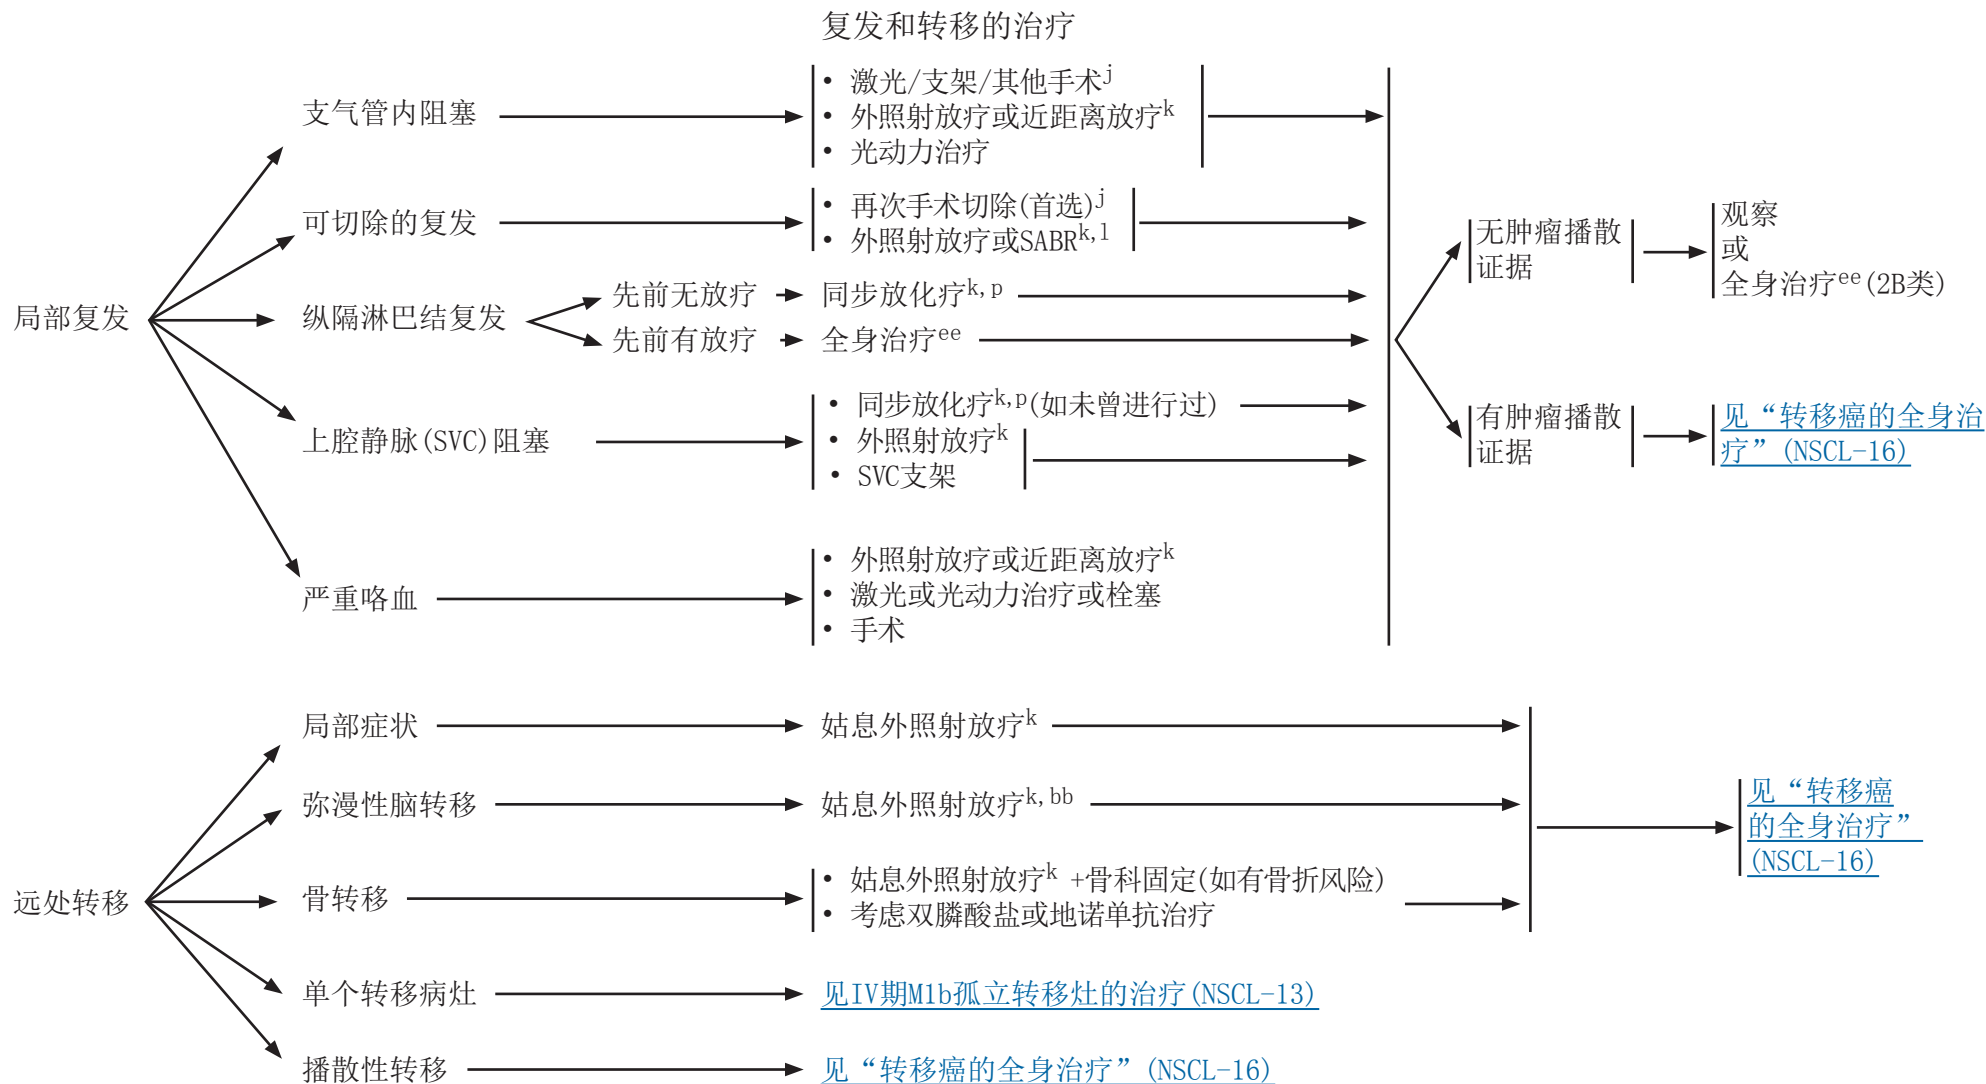 复发和转移的治疗
局部复发
支气管内阻塞
• 激光/支架/其他手术j
• 外照射放疗或近距离放疗k
• 光动力治疗
可切除的复发
• 再次手术切除(首选)j
• 外照射放疗或SABRk,l
纵隔淋巴结复发
先前无放疗
同步放化疗k,p
先前有放疗
全身治疗ee
上腔静脉(SVC)阻塞
• 同步放化疗k,p(如未曾进行过)
• 外照射放疗k
• SVC支架
严重咯血
• 外照射放疗或近距离放疗k
• 激光或光动力治疗或栓塞
• 手术
无肿瘤播散
证据
观察
或
全身治疗ee(2B类)
有肿瘤播散
证据
见“转移癌的全身治
疗”(NSCL-16)
远处转移
局部症状
姑息外照射放疗k
弥漫性脑转移
姑息外照射放疗k,bb
骨转移
• 姑息外照射放疗k +骨科固定(如有骨折风险)
• 考虑双膦酸盐或地诺单抗治疗
见“转移癌
的全身治疗”
(NSCL-16)
单个转移病灶
见IV期M1b孤立转移灶的治疗(NSCL-13)
播散性转移
见“转移癌的全身治疗”(NSCL-16)